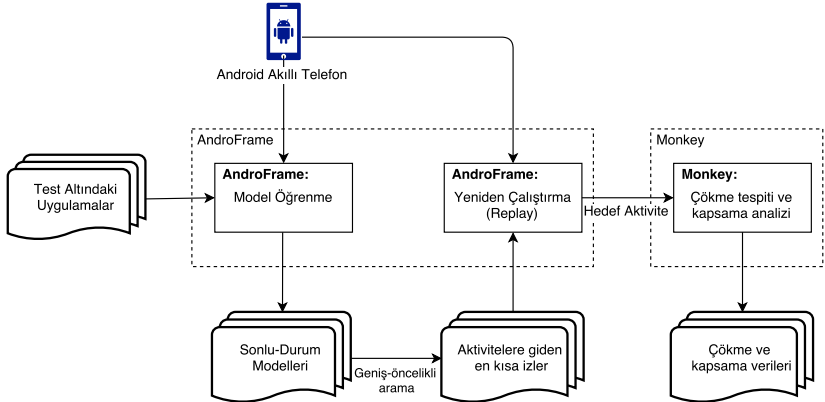 Android Akıllı Telefon
AndroFrame
Monkey
AndroFrame:
Model Öğrenme
AndroFrame:
Yeniden Çalıştırma
(Replay)
Monkey:
Çökme tespiti ve
kapsama analizi
Test Altındaki
Uygulamalar
Hedef Aktivite
Sonlu-Durum
Modelleri
Geniş-öncelikli
arama
Aktivitelere giden
en kısa izler
Çökme ve
kapsama verileri